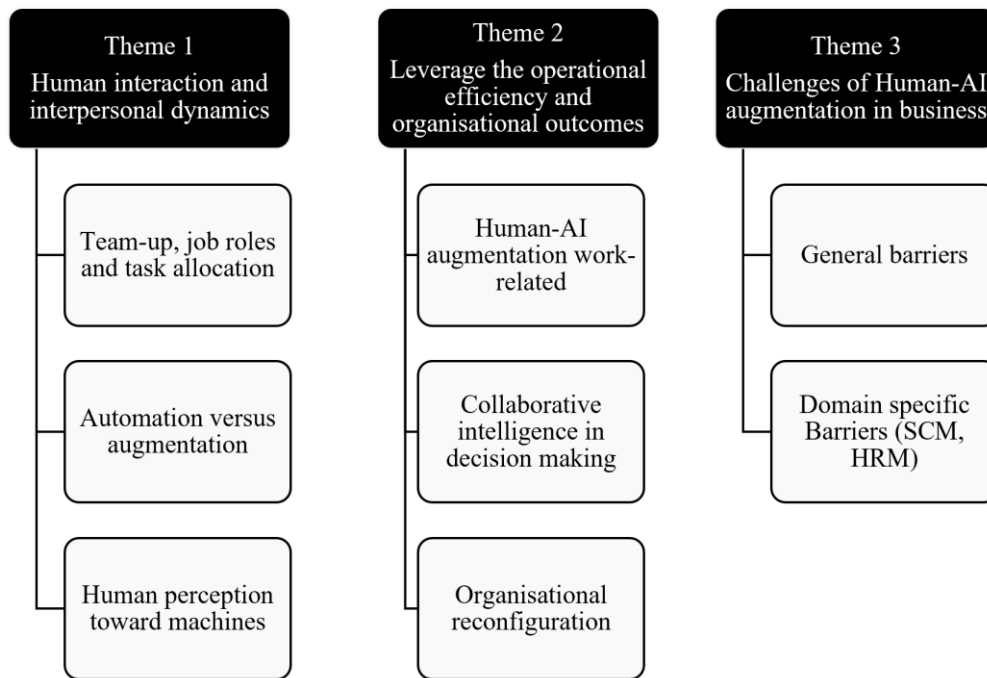 Theme 1
Human interaction and
interpersonal dynamics
Team-up, job roles
and task allocation
Automation versus
augmentation
Human perception
toward machines
Theme 2
Leverage the operational
efficiency and
organisational outcomes
Human-AI
augmentation work-
related
Collaborative
intelligence in
decision making
Organisational
reconfiguration
Theme 3
Challenges of Human-AI
augmentation in business
General barriers
Domain specific
Barriers (SCM,
HRM)